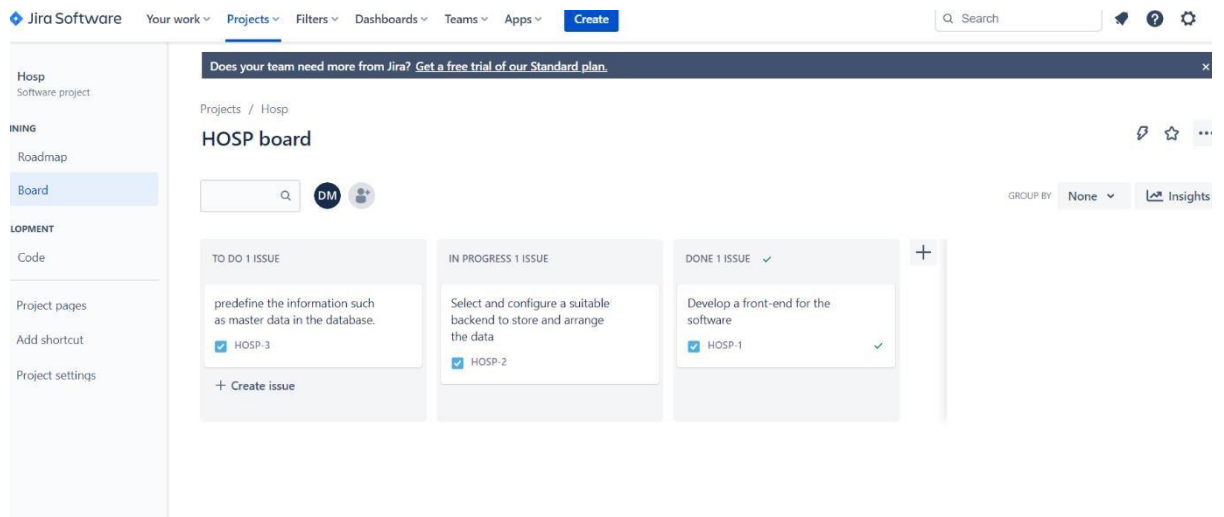 Jira Software Your work Projects Filters Dashboards Teams Apps Create Search
Does your team need more from Jira? Get a free trial of our Standard plan.
Hosp
Software project
NING
Roadmap
Board
LOPMENT
Code
Project pages
Add shortcut
Project settings
Projects / Hosp
HOSP board
DM
GROUP BY None Insights
TO DO 1 ISSUE
predefine the information such
as master data in the database.
HOSP-3
+ Create issue
IN PROGRESS 1 ISSUE
Select and configure a suitable
backend to store and arrange
the data
HOSP-2
DONE 1 ISSUE
Develop a front-end for the
software
HOSP-1